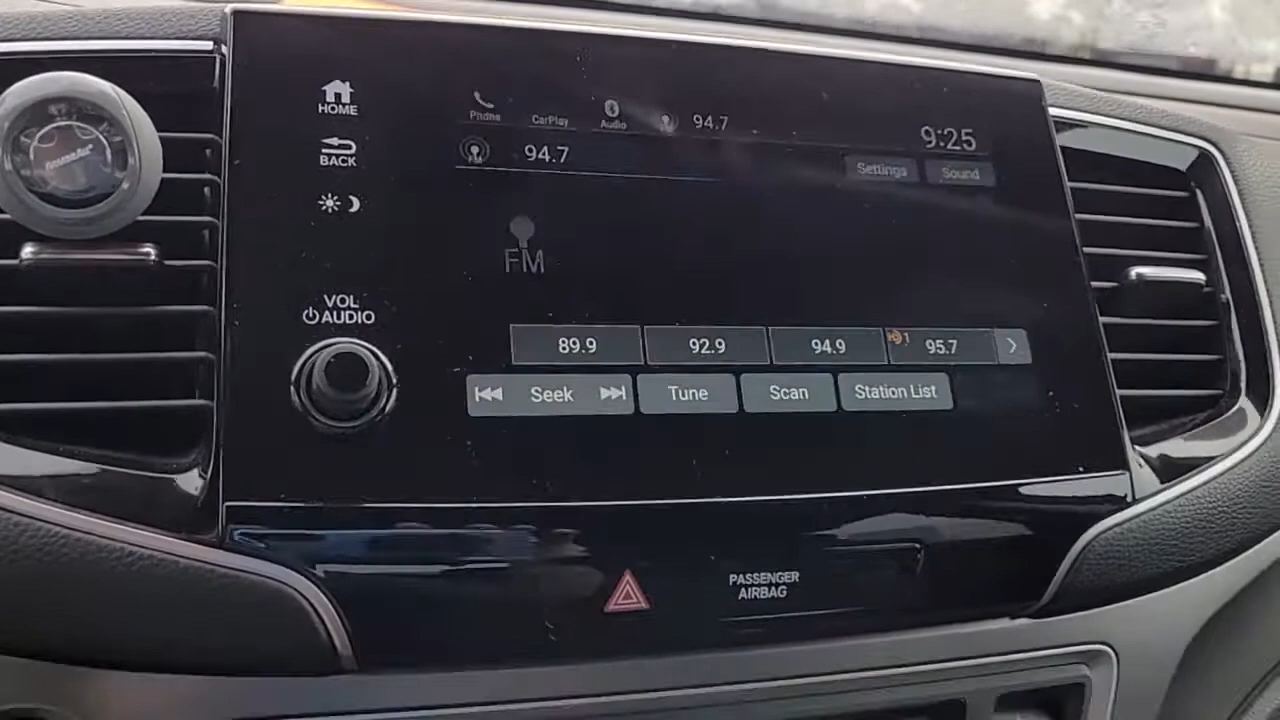 HOME
BACK
VOL
AUDIO
Phone
CarPlay
Audio
94.7
9:25
94.7
Settings
Sound
FM
89.9
92.9
94.9
1
95.7
Seek
Tune
Scan
Station List
PASSENGER
AIRBAG